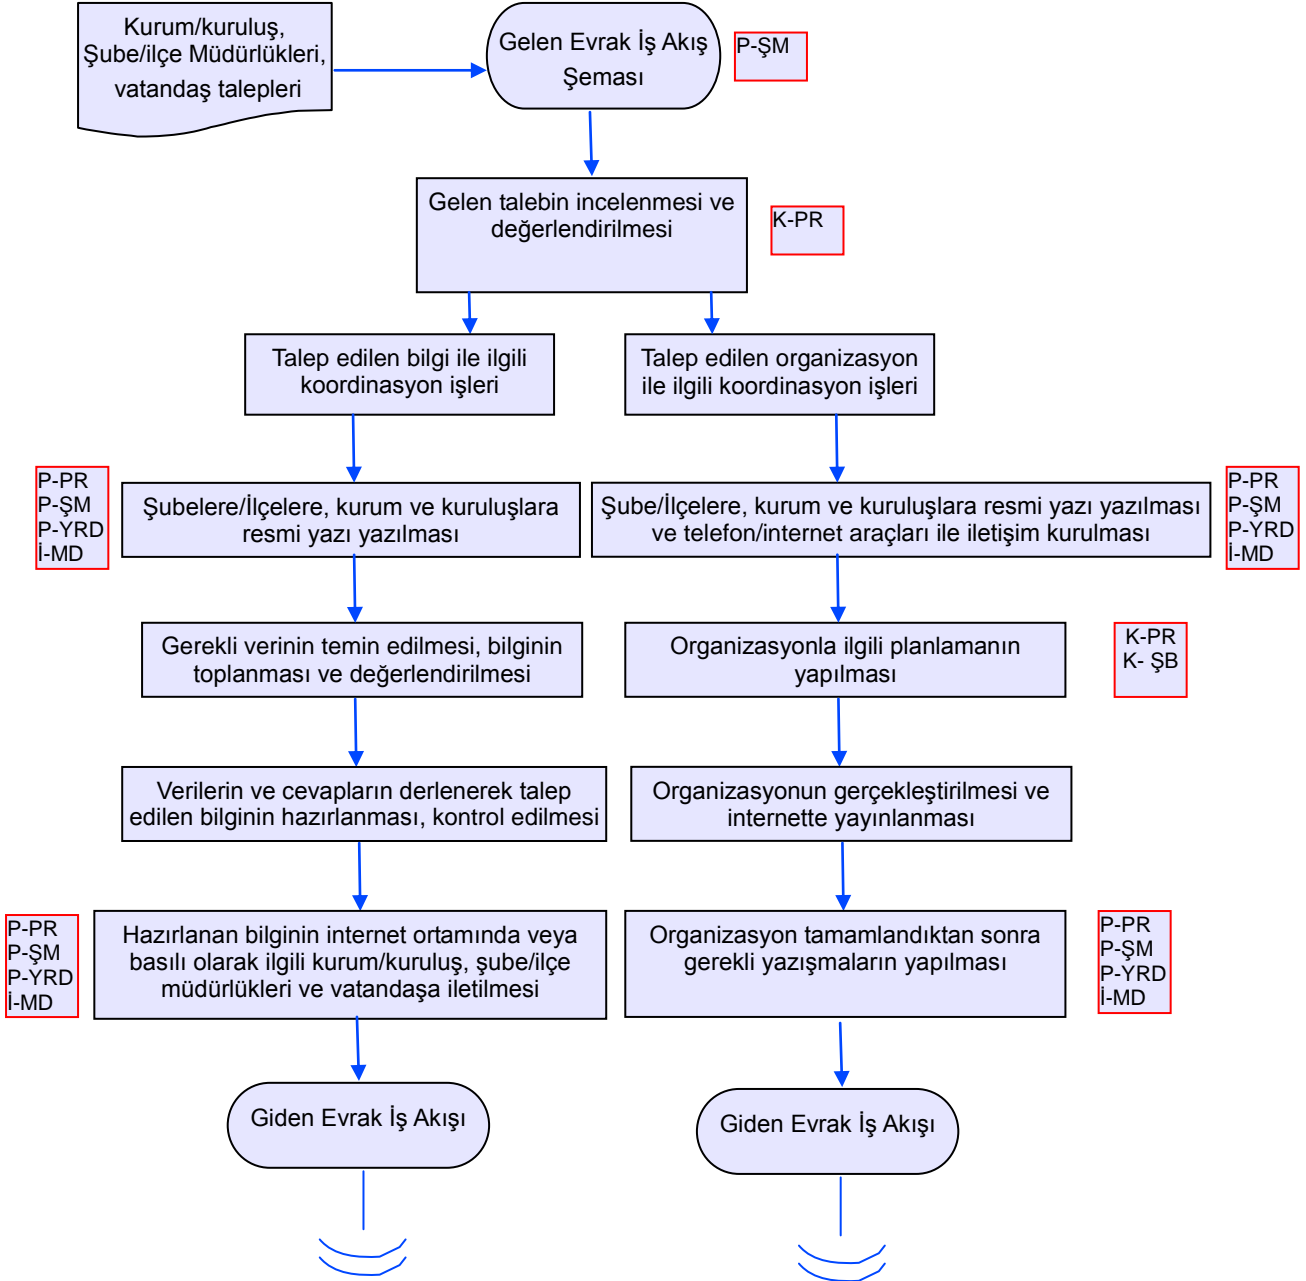 Kurum/kuruluş,
Şube/ilçe Müdürlükleri,
vatandaş talepleri
Gelen Evrak İş Akış
Şeması
P-ŞM
Gelen talebin incelenmesi ve
değerlendirilmesi
K-PR
Talep edilen bilgi ile ilgili
koordinasyon işleri
Talep edilen organizasyon
ile ilgili koordinasyon işleri
P-PR
P-ŞM
P-YRD
İ-MD
Şubelere/İlçelere, kurum ve kuruluşlara
resmi yazı yazılması
Şube/İlçelere, kurum ve kuruluşlara resmi yazı yazılması
ve telefon/internet araçları ile iletişim kurulması
P-PR
P-ŞM
P-YRD
İ-MD
Gerekli verinin temin edilmesi, bilginin
toplanması ve değerlendirilmesi
Organizasyonla ilgili planlamanın
yapılması
K-PR
K- ŞB
Verilerin ve cevapların derlenerek talep
edilen bilginin hazırlanması, kontrol edilmesi
Organizasyonun gerçekleştirilmesi ve
internette yayınlanması
P-PR
P-ŞM
P-YRD
İ-MD
Hazırlanan bilginin internet ortamında veya
basılı olarak ilgili kurum/kuruluş, şube/ilçe
müdürlükleri ve vatandaşa iletilmesi
Organizasyon tamamlandıktan sonra
gerekli yazışmaların yapılması
P-PR
P-ŞM
P-YRD
İ-MD
Giden Evrak İş Akışı
Giden Evrak İş Akışı